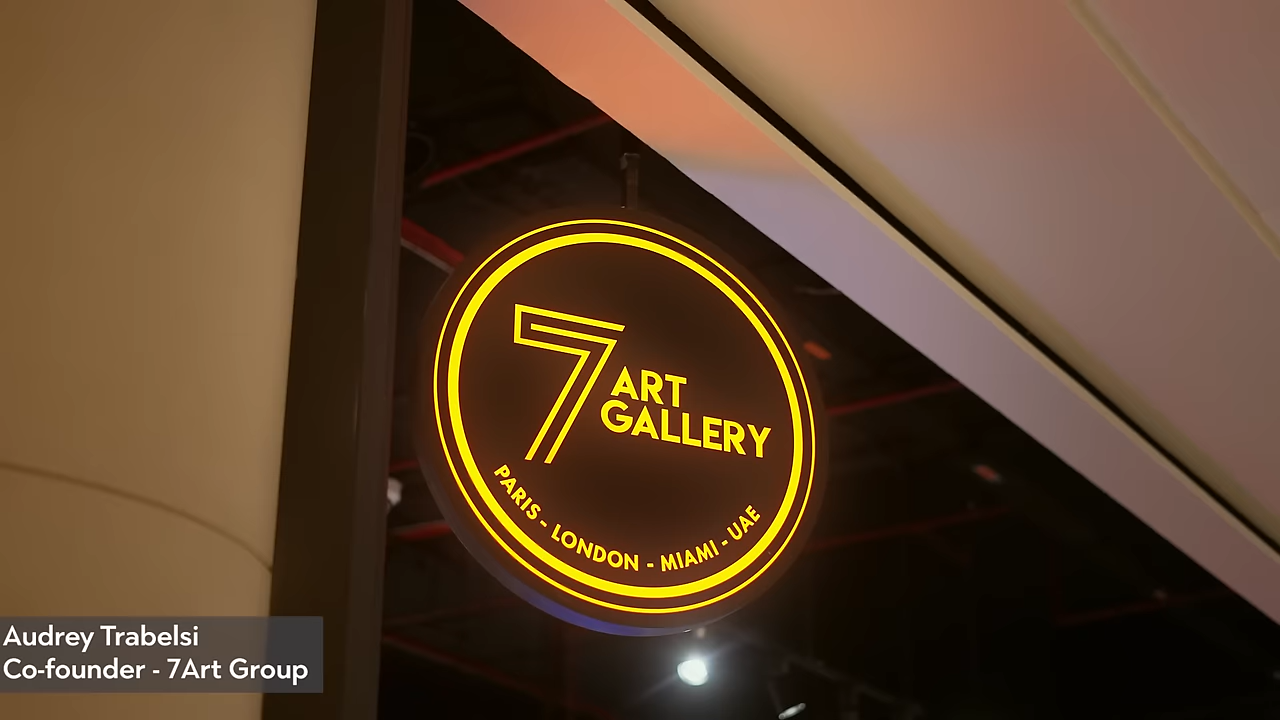 7 ART
GALLERY
PARIS - LONDON - MIAMI - UAE
Audrey Trabelsi
Co-founder - 7Art Group